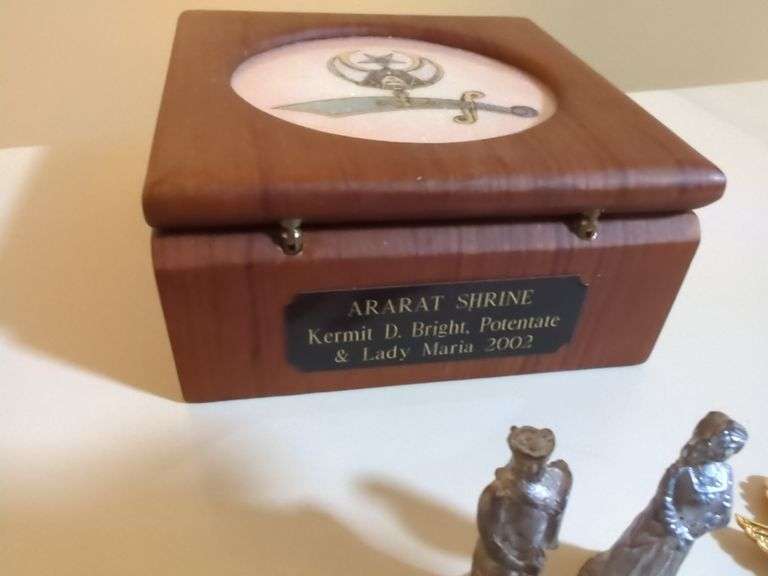 ARARAT SHRINE
Kermit D. Bright, Potentate
& Lady Maria 2002